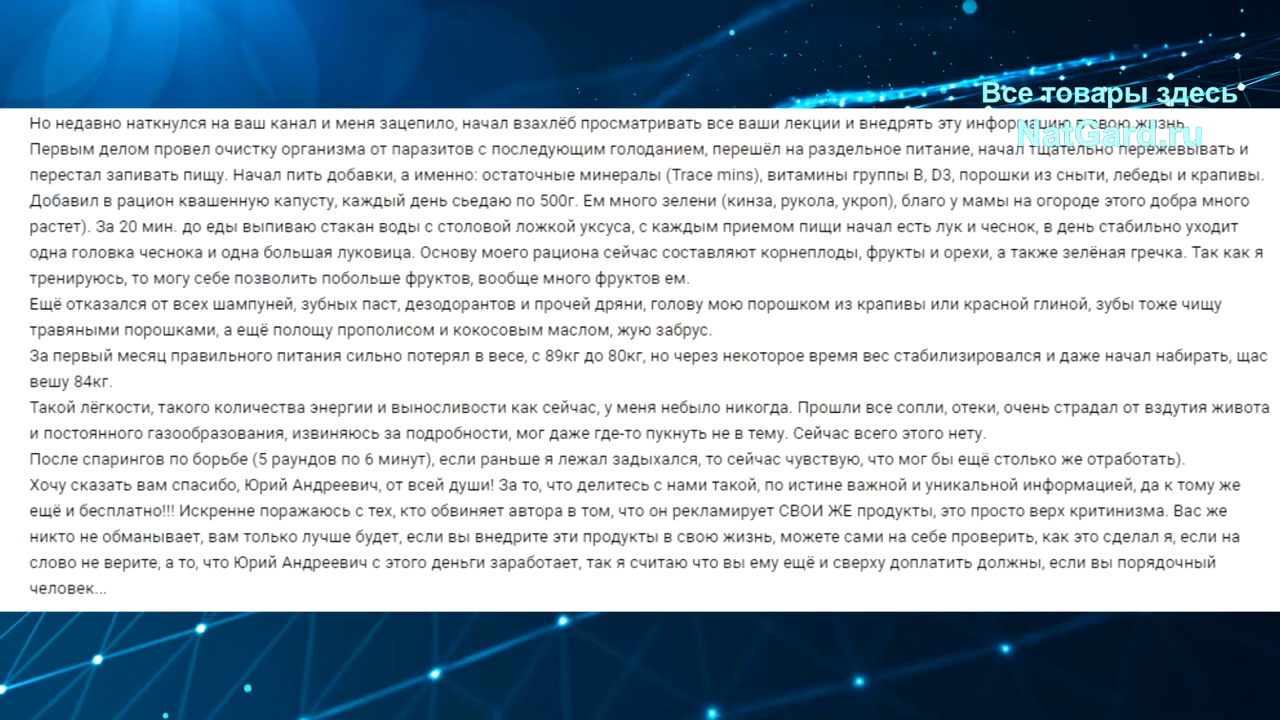 Все товары здесь
NatGard.ru
Но недавно наткнулся на ваш канал и меня зацепило, начал взахлёб просматривать все ваши лекции и внедрять эту информацию в свою жизнь.
Первым делом провел очистку организма от паразитов с последующим голоданием, перешёл на раздельное питание, начал тщательно пережевывать и
перестал запивать пищу. Начал пить добавки, а именно: остаточные минералы (Trace mins), витамины группы B, D3, порошки из сныти, лебеды и крапивы.
Добавил в рацион квашенную капусту, каждый день сьедаю по 500г. Ем много зелени (кинза, рукола, укроп), благо у мамы на огороде этого добра много
растет). За 20 мин. до еды выпиваю стакан воды с столовой ложкой уксуса, с каждым приемом пищи начал есть лук и чеснок, в день стабильно уходит
одна головка чеснока и одна большая луковица. Основу моего рациона сейчас составляют корнеплоды, фрукты и орехи, а также зелёная гречка. Так как я
тренируюсь, то могу себе позволить побольше фруктов, вообще много фруктов ем.
Ещё отказался от всех шампуней, зубных паст, дезодорантов и прочей дряни, голову мою порошком из крапивы или красной глиной, зубы тоже чищу
травяными порошками, а ещё полощу прополисом и кокосовым маслом, жую забрус.
За первый месяц правильного питания сильно потерял в весе, с 89кг до 80кг, но через некоторое время вес стабилизировался и даже начал набирать, щас
вешу 84кг.
Такой лёгкости, такого количества энергии и выносливости как сейчас, у меня небыло никогда. Прошли все сопли, отеки, очень страдал от вздутия живота
и постоянного газообразования, извиняюсь за подробности, мог даже где-то пукнуть не в тему. Сейчас всего этого нету.
После спарингов по борьбе (5 раундов по 6 минут), если раньше я лежал задыхался, то сейчас чувствую, что мог бы ещё столько же отработать).
Хочу сказать вам спасибо, Юрий Андреевич, от всей души! За то, что делитесь с нами такой, по истине важной и уникальной информацией, да к тому же
ещё и бесплатно!!! Искренне поражаюсь с тех, кто обвиняет автора в том, что он рекламирует СВОИ ЖЕ продукты, это просто верх критинизма. Вас же
никто не обманывает, вам только лучше будет, если вы внедрите эти продукты в свою жизнь, можете сами на себе проверить, как это сделал я, если на
слово не верите, а то, что Юрий Андреевич с этого деньги заработает, так я считаю что вы ему ещё и сверху доплатить должны, если вы порядочный
человек...